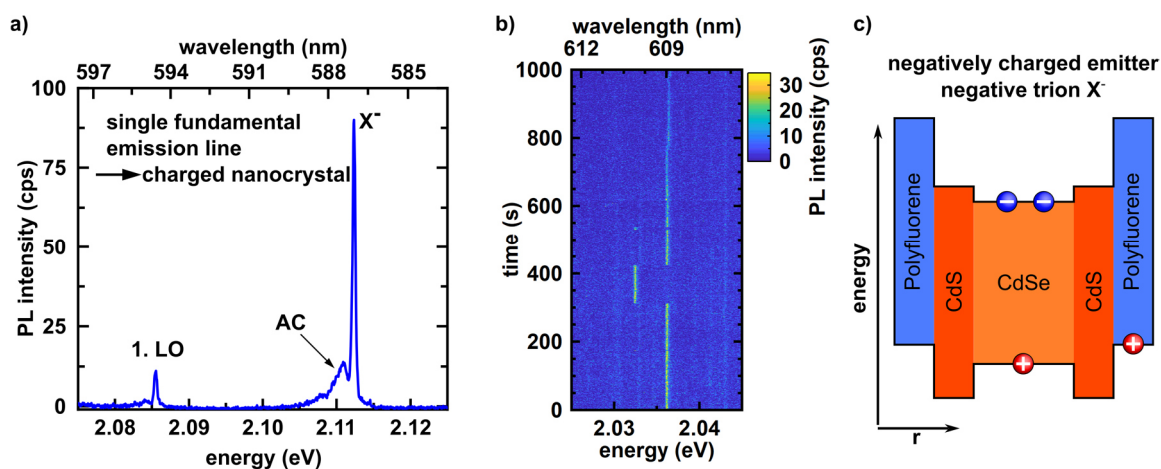 a)
wavelength (nm)
597 594 591 588 585
100
75
50
25
0
PL intensity (cps)
single fundamental
emission line
charged nanocrystal
X⁻
AC
1. LO
2.08 2.09 2.10 2.11 2.12
energy (eV)
b)
wavelength (nm)
612 609
1000
800
600
400
200
0
time (s)
2.03 2.04
energy (eV)
30
20
10
0
PL intensity (cps)
c)
negatively charged emitter
negative trion X⁻
energy
r
Polyfluorene
CdS
CdSe
CdS
Polyfluorene
− −
+ +